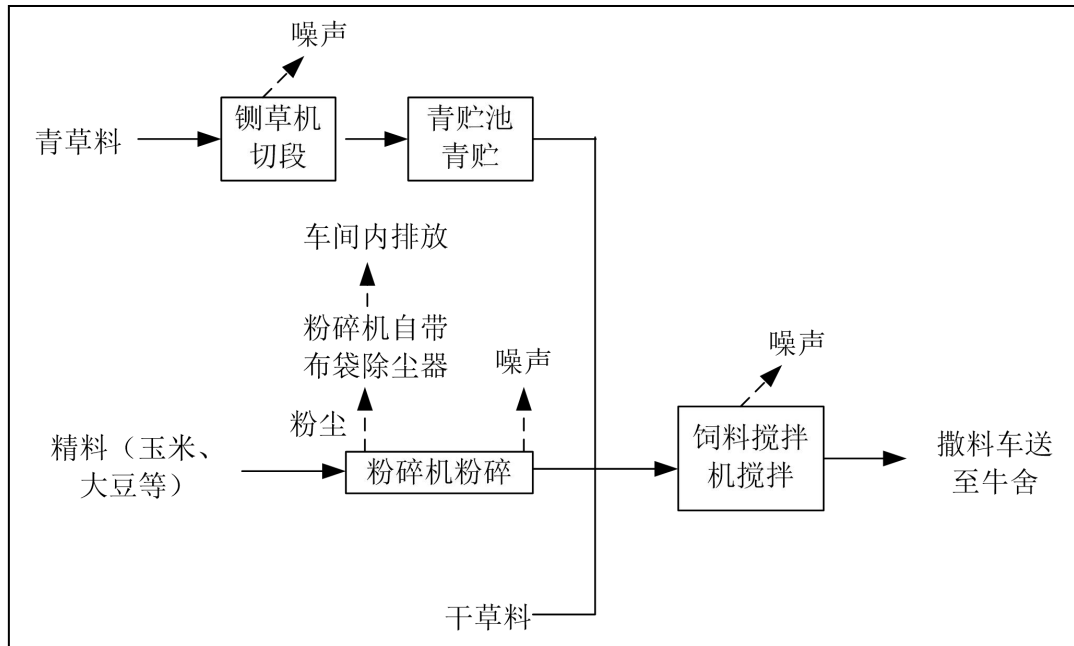 噪声
青草料
铡草机
切段
青贮池
青贮
车间内排放
粉碎机自带
布袋除尘器
噪声
粉尘
精料（玉米、
大豆等）
粉碎机粉碎
噪声
饲料搅拌
机搅拌
撒料车送
至牛舍
干草料